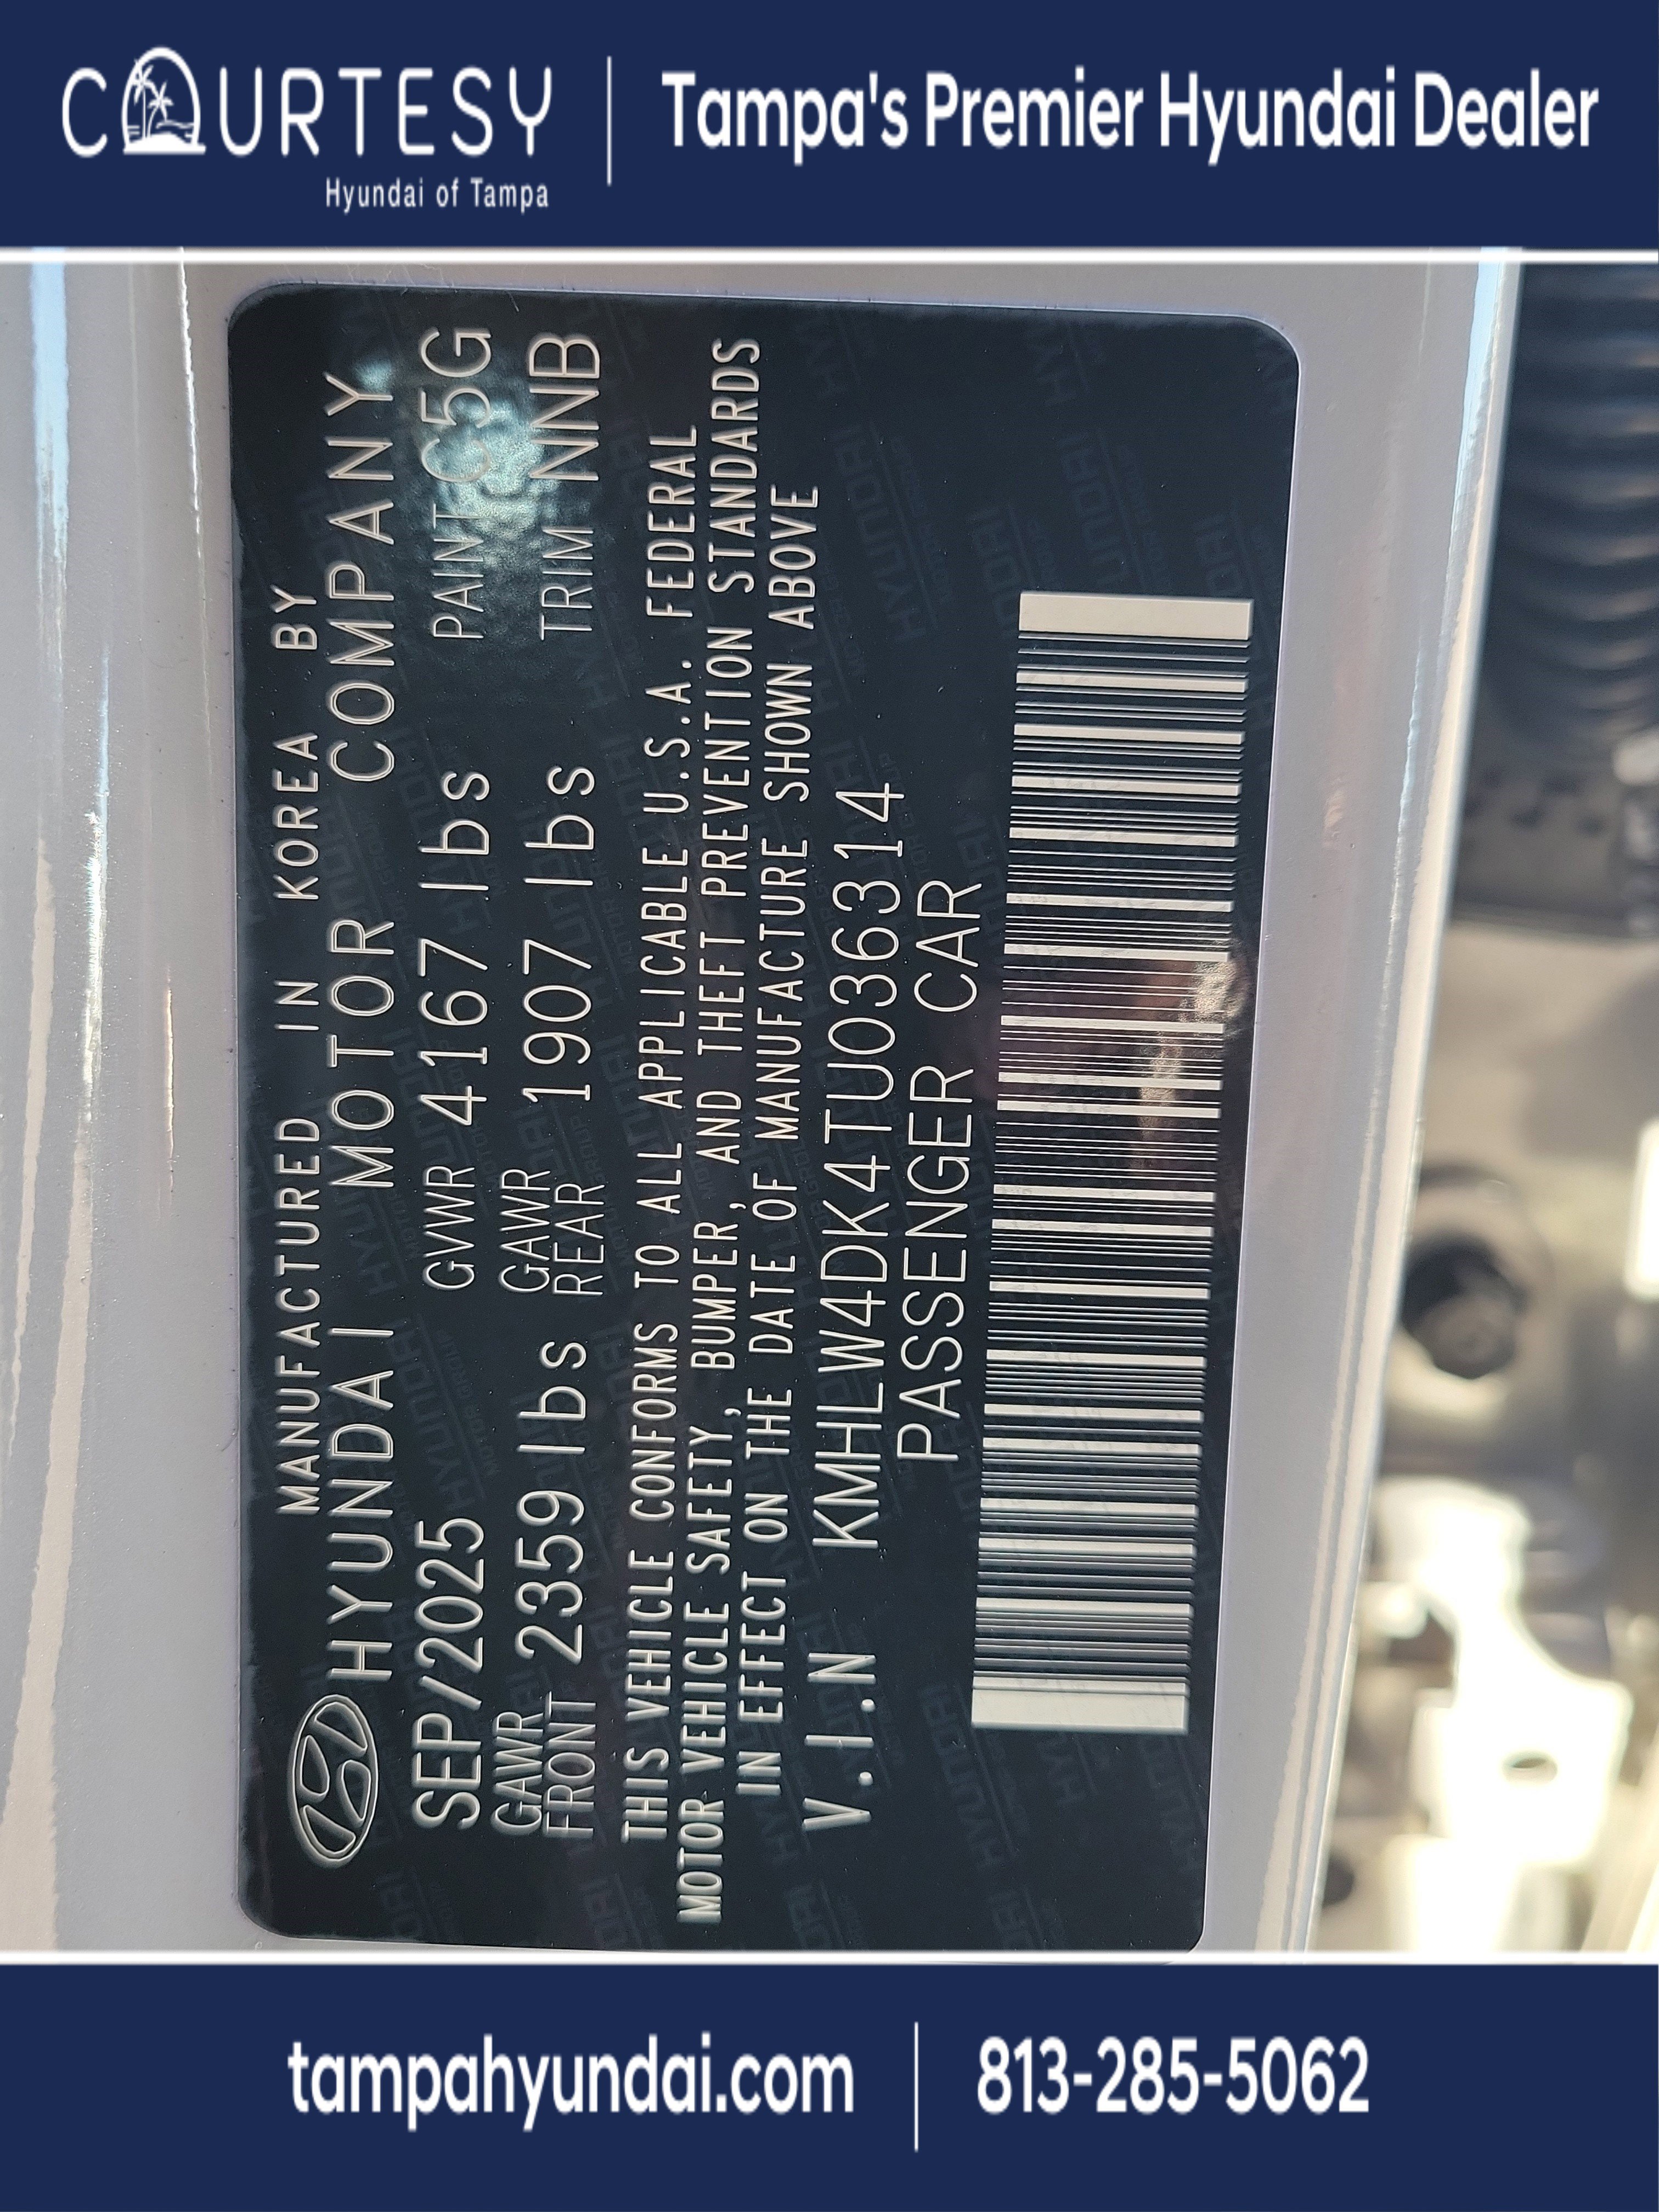 COURTESY
Hyundai of Tampa
Tampa's Premier Hyundai Dealer
MANUFACTURED IN KOREA BY
HYUNDAI MOTOR COMPANY
SEP/2025 GVWR 4167 lbs PAINT C5G
GAWR FRONT 2359 lbs GAWR REAR 1907 lbs TRIM NNB
THIS VEHICLE CONFORMS TO ALL APPLICABLE U.S.A. FEDERAL
MOTOR VEHICLE SAFETY, BUMPER, AND THEFT PREVENTION STANDARDS
IN EFFECT ON THE DATE OF MANUFACTURE SHOWN ABOVE
V.I.N KMHLW4DK4TU036314
PASSENGER CAR
tampahyundai.com
813-285-5062